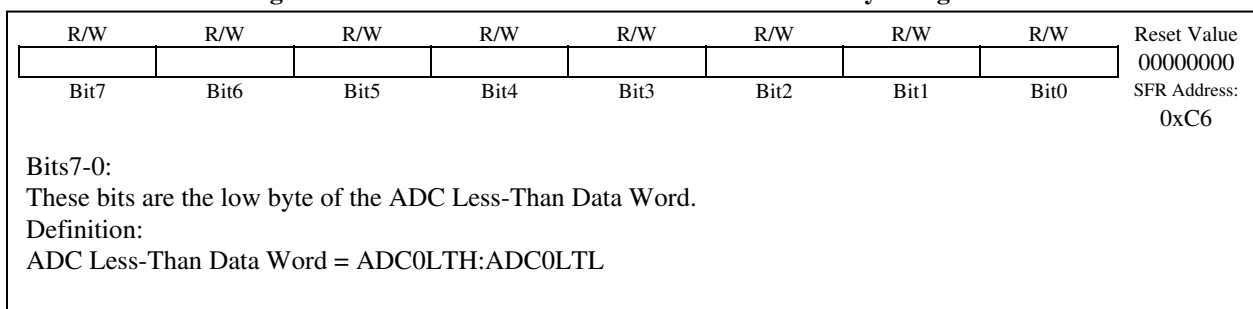 R/W R/W R/W R/W R/W R/W R/W R/W Reset Value
00000000
Bit7 Bit6 Bit5 Bit4 Bit3 Bit2 Bit1 Bit0 SFR Address:
0xC6
Bits7-0:
These bits are the low byte of the ADC Less-Than Data Word.
Definition:
ADC Less-Than Data Word = ADC0LTH:ADC0LTL